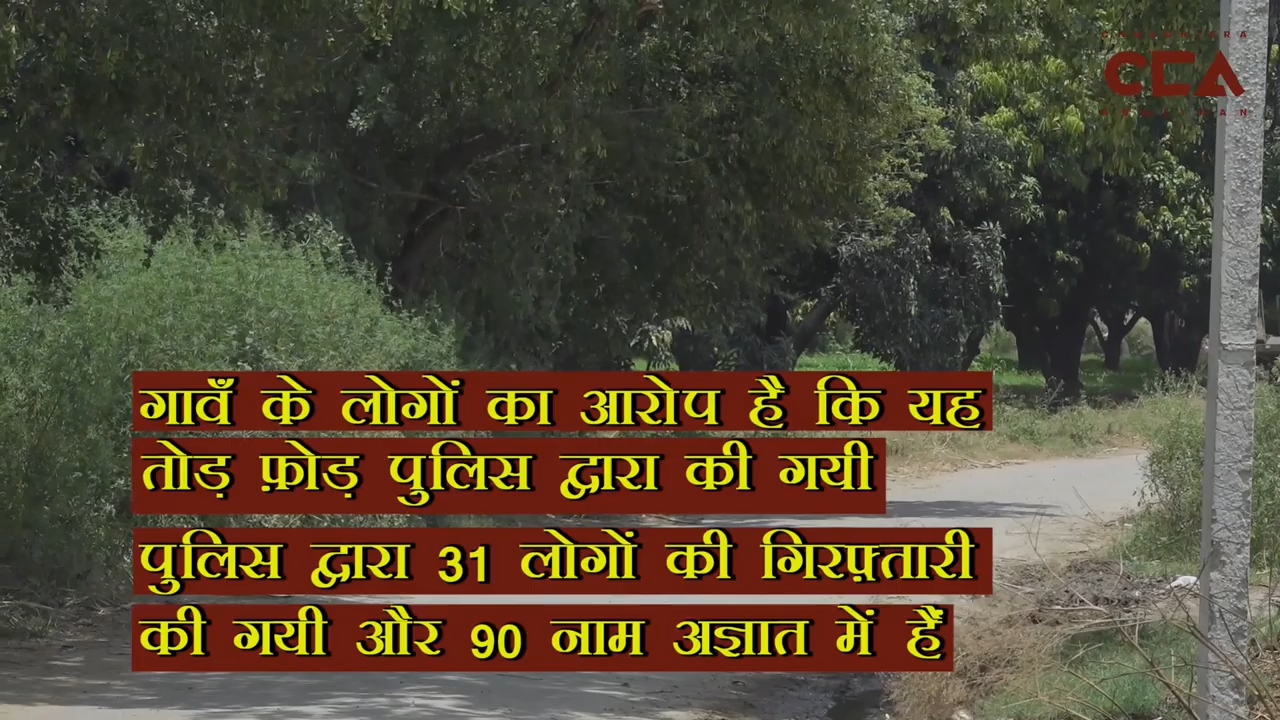 CCA
गावँ के लोगों का आरोप है कि यह
तोड़ फ़ोड़ पुलिस द्वारा की गयी
पुलिस द्वारा 31 लोगों की गिरफ़्तारी
की गयी और 90 नाम अज्ञात में हैं